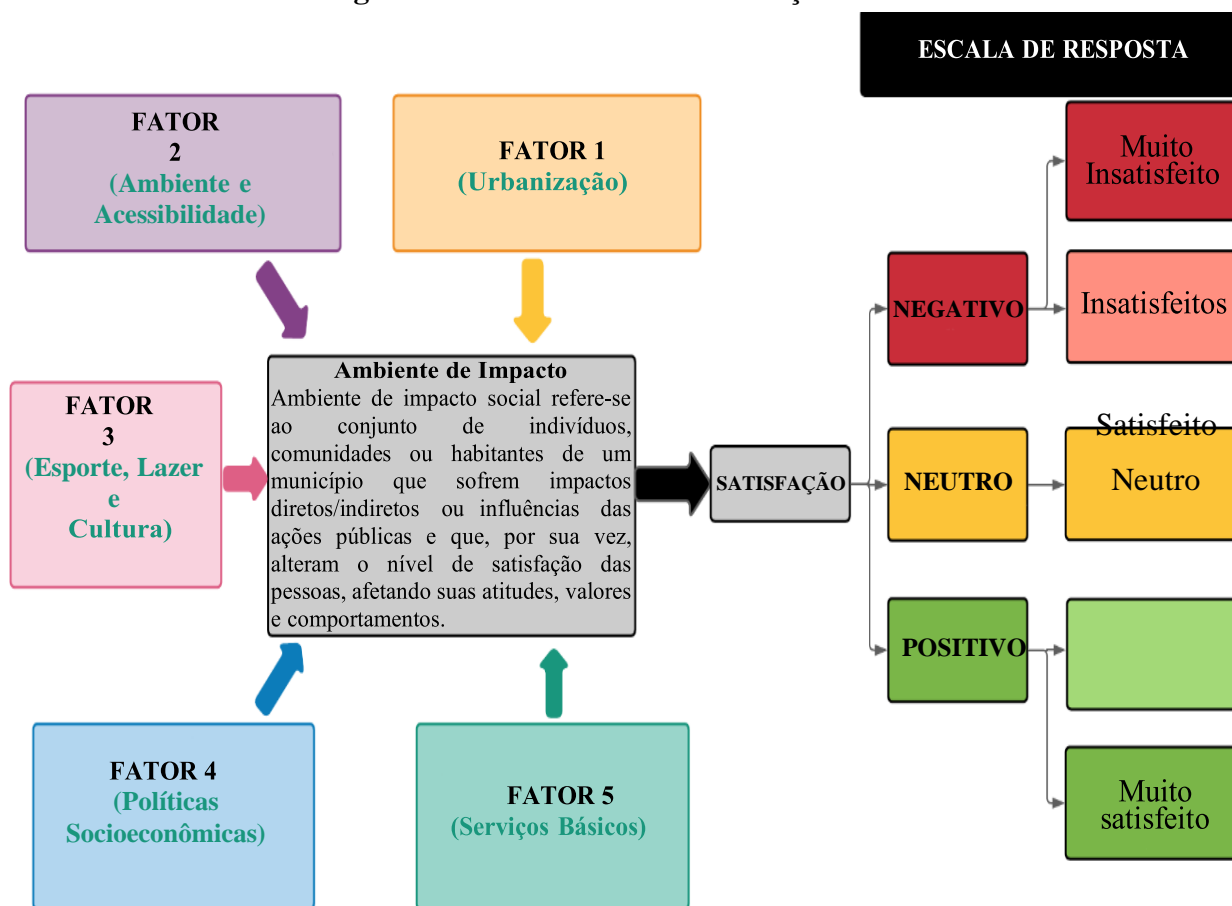 ESCALA DE RESPOSTA
FATOR
2
(Ambiente e
Acessibilidade)
FATOR 1
(Urbanização)
FATOR
3
(Esporte, Lazer
e
Cultura)
Ambiente de Impacto
Ambiente de impacto social refere-se
ao conjunto de indivíduos,
comunidades ou habitantes de um
município que sofrem impactos
diretos/indiretos ou influências das
ações públicas e que, por sua vez,
alteram o nível de satisfação das
pessoas, afetando suas atitudes, valores
e comportamentos.
FATOR 4
(Políticas
Socioeconômicas)
FATOR 5
(Serviços Básicos)
SATISFAÇÃO
NEGATIVO
Muito
Insatisfeito
Insatisfeitos
NEUTRO
Satisfeito
Neutro
POSITIVO
Muito
satisfeito